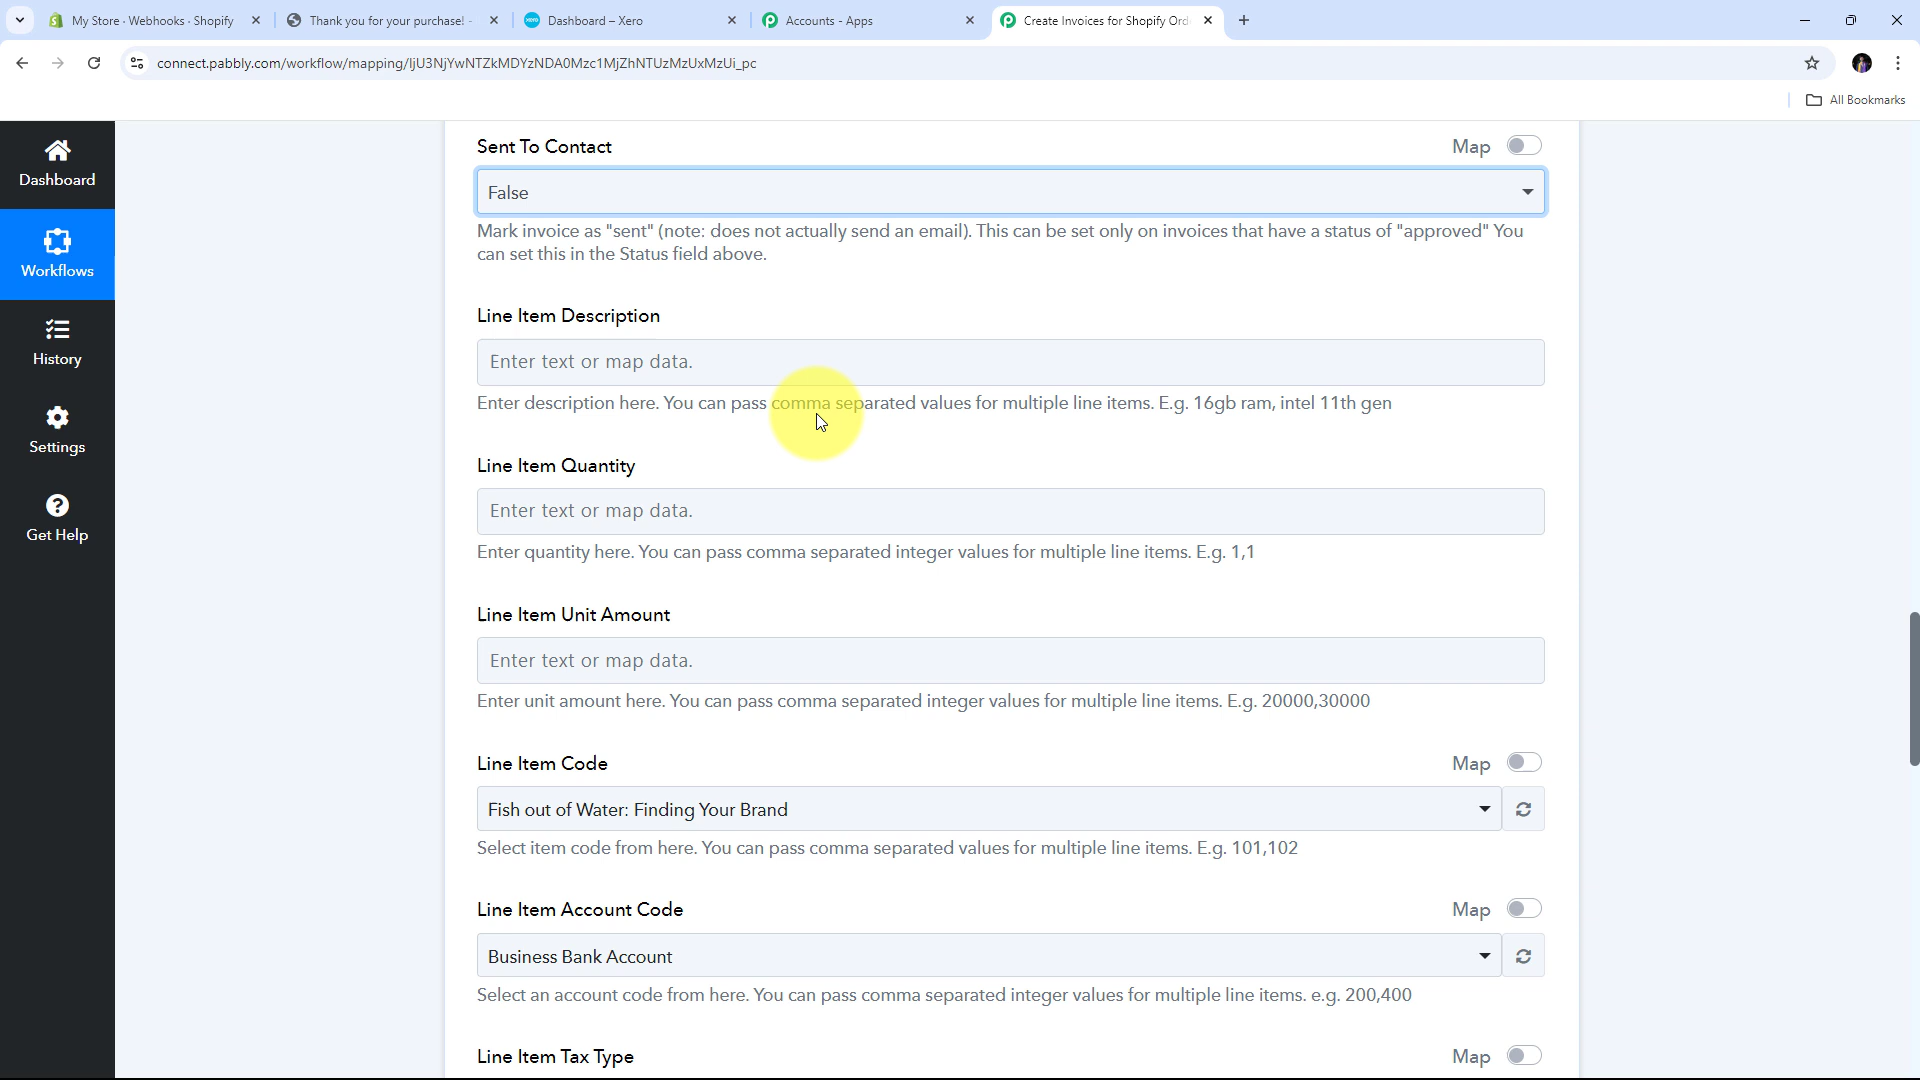 My Store · Webhooks · Shopify
Thank you for your purchase! -
xero
Dashboard – Xero
Accounts - Apps
Create Invoices for Shopify Ord
connect.pabbly.com/workflow/mapping/IjU3NjYwNTZkMDYzNDA0Mzc1MjZhNTUzMzUxMzUi_pc
All Bookmarks
Dashboard
Workflows
History
Settings
Get Help
Sent To Contact
Map
False
Mark invoice as "sent" (note: does not actually send an email). This can be set only on invoices that have a status of "approved" You
can set this in the Status field above.
Line Item Description
Enter text or map data.
Enter description here. You can pass comma separated values for multiple line items. E.g. 16gb ram, intel 11th gen
Line Item Quantity
Enter text or map data.
Enter quantity here. You can pass comma separated integer values for multiple line items. E.g. 1,1
Line Item Unit Amount
Enter text or map data.
Enter unit amount here. You can pass comma separated integer values for multiple line items. E.g. 20000,30000
Line Item Code
Map
Fish out of Water: Finding Your Brand
Select item code from here. You can pass comma separated values for multiple line items. E.g. 101,102
Line Item Account Code
Map
Business Bank Account
Select an account code from here. You can pass comma separated integer values for multiple line items. e.g. 200,400
Line Item Tax Type
Map